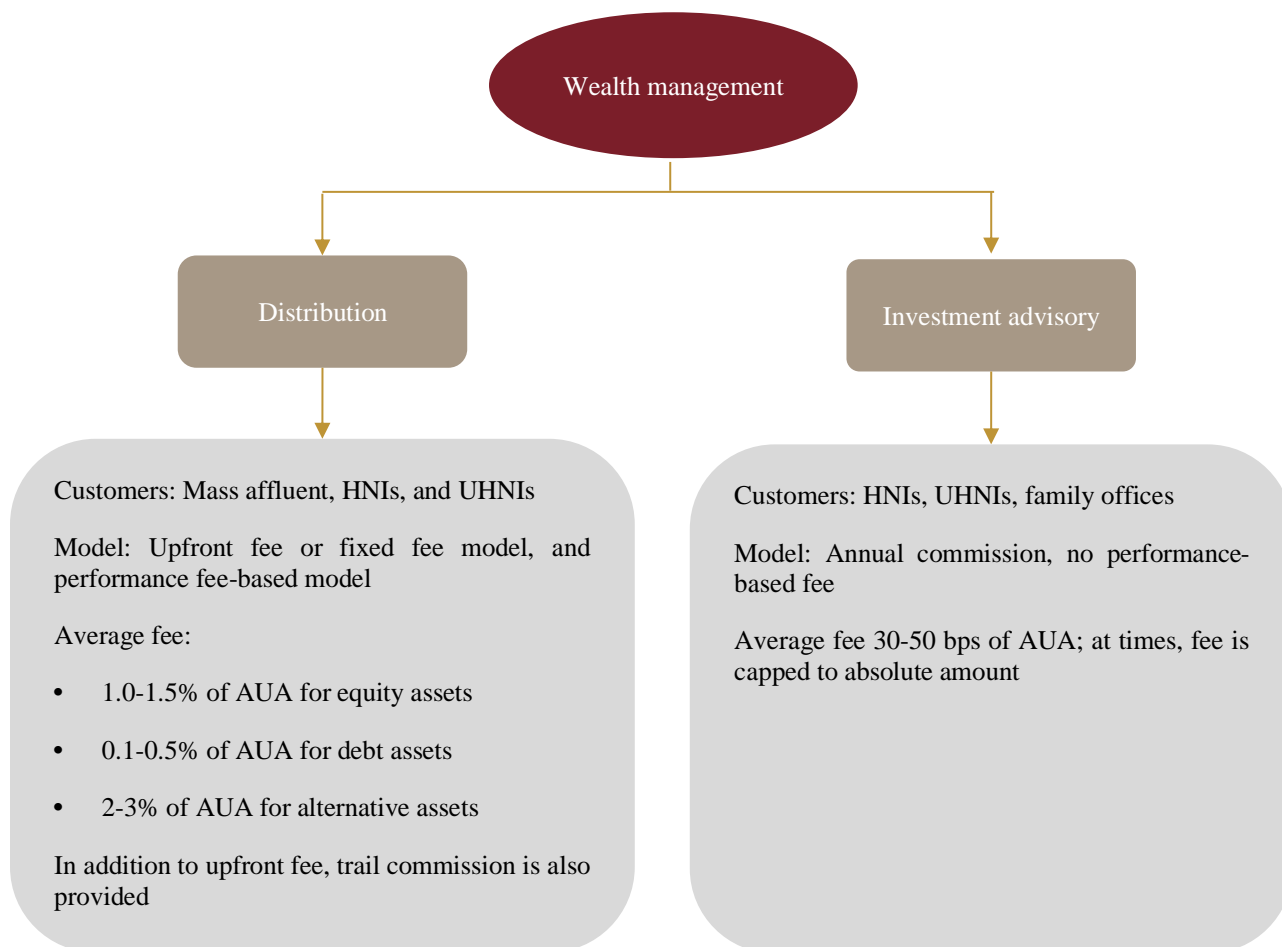 Wealth management
Distribution
Investment advisory
Customers: Mass affluent, HNIs, and UHNIs
Model: Upfront fee or fixed fee model, and
performance fee-based model
Average fee:
• 1.0-1.5% of AUA for equity assets
• 0.1-0.5% of AUA for debt assets
• 2-3% of AUA for alternative assets
In addition to upfront fee, trail commission is also
provided
Customers: HNIs, UHNIs, family offices
Model: Annual commission, no performance-
based fee
Average fee 30-50 bps of AUA; at times, fee is
capped to absolute amount